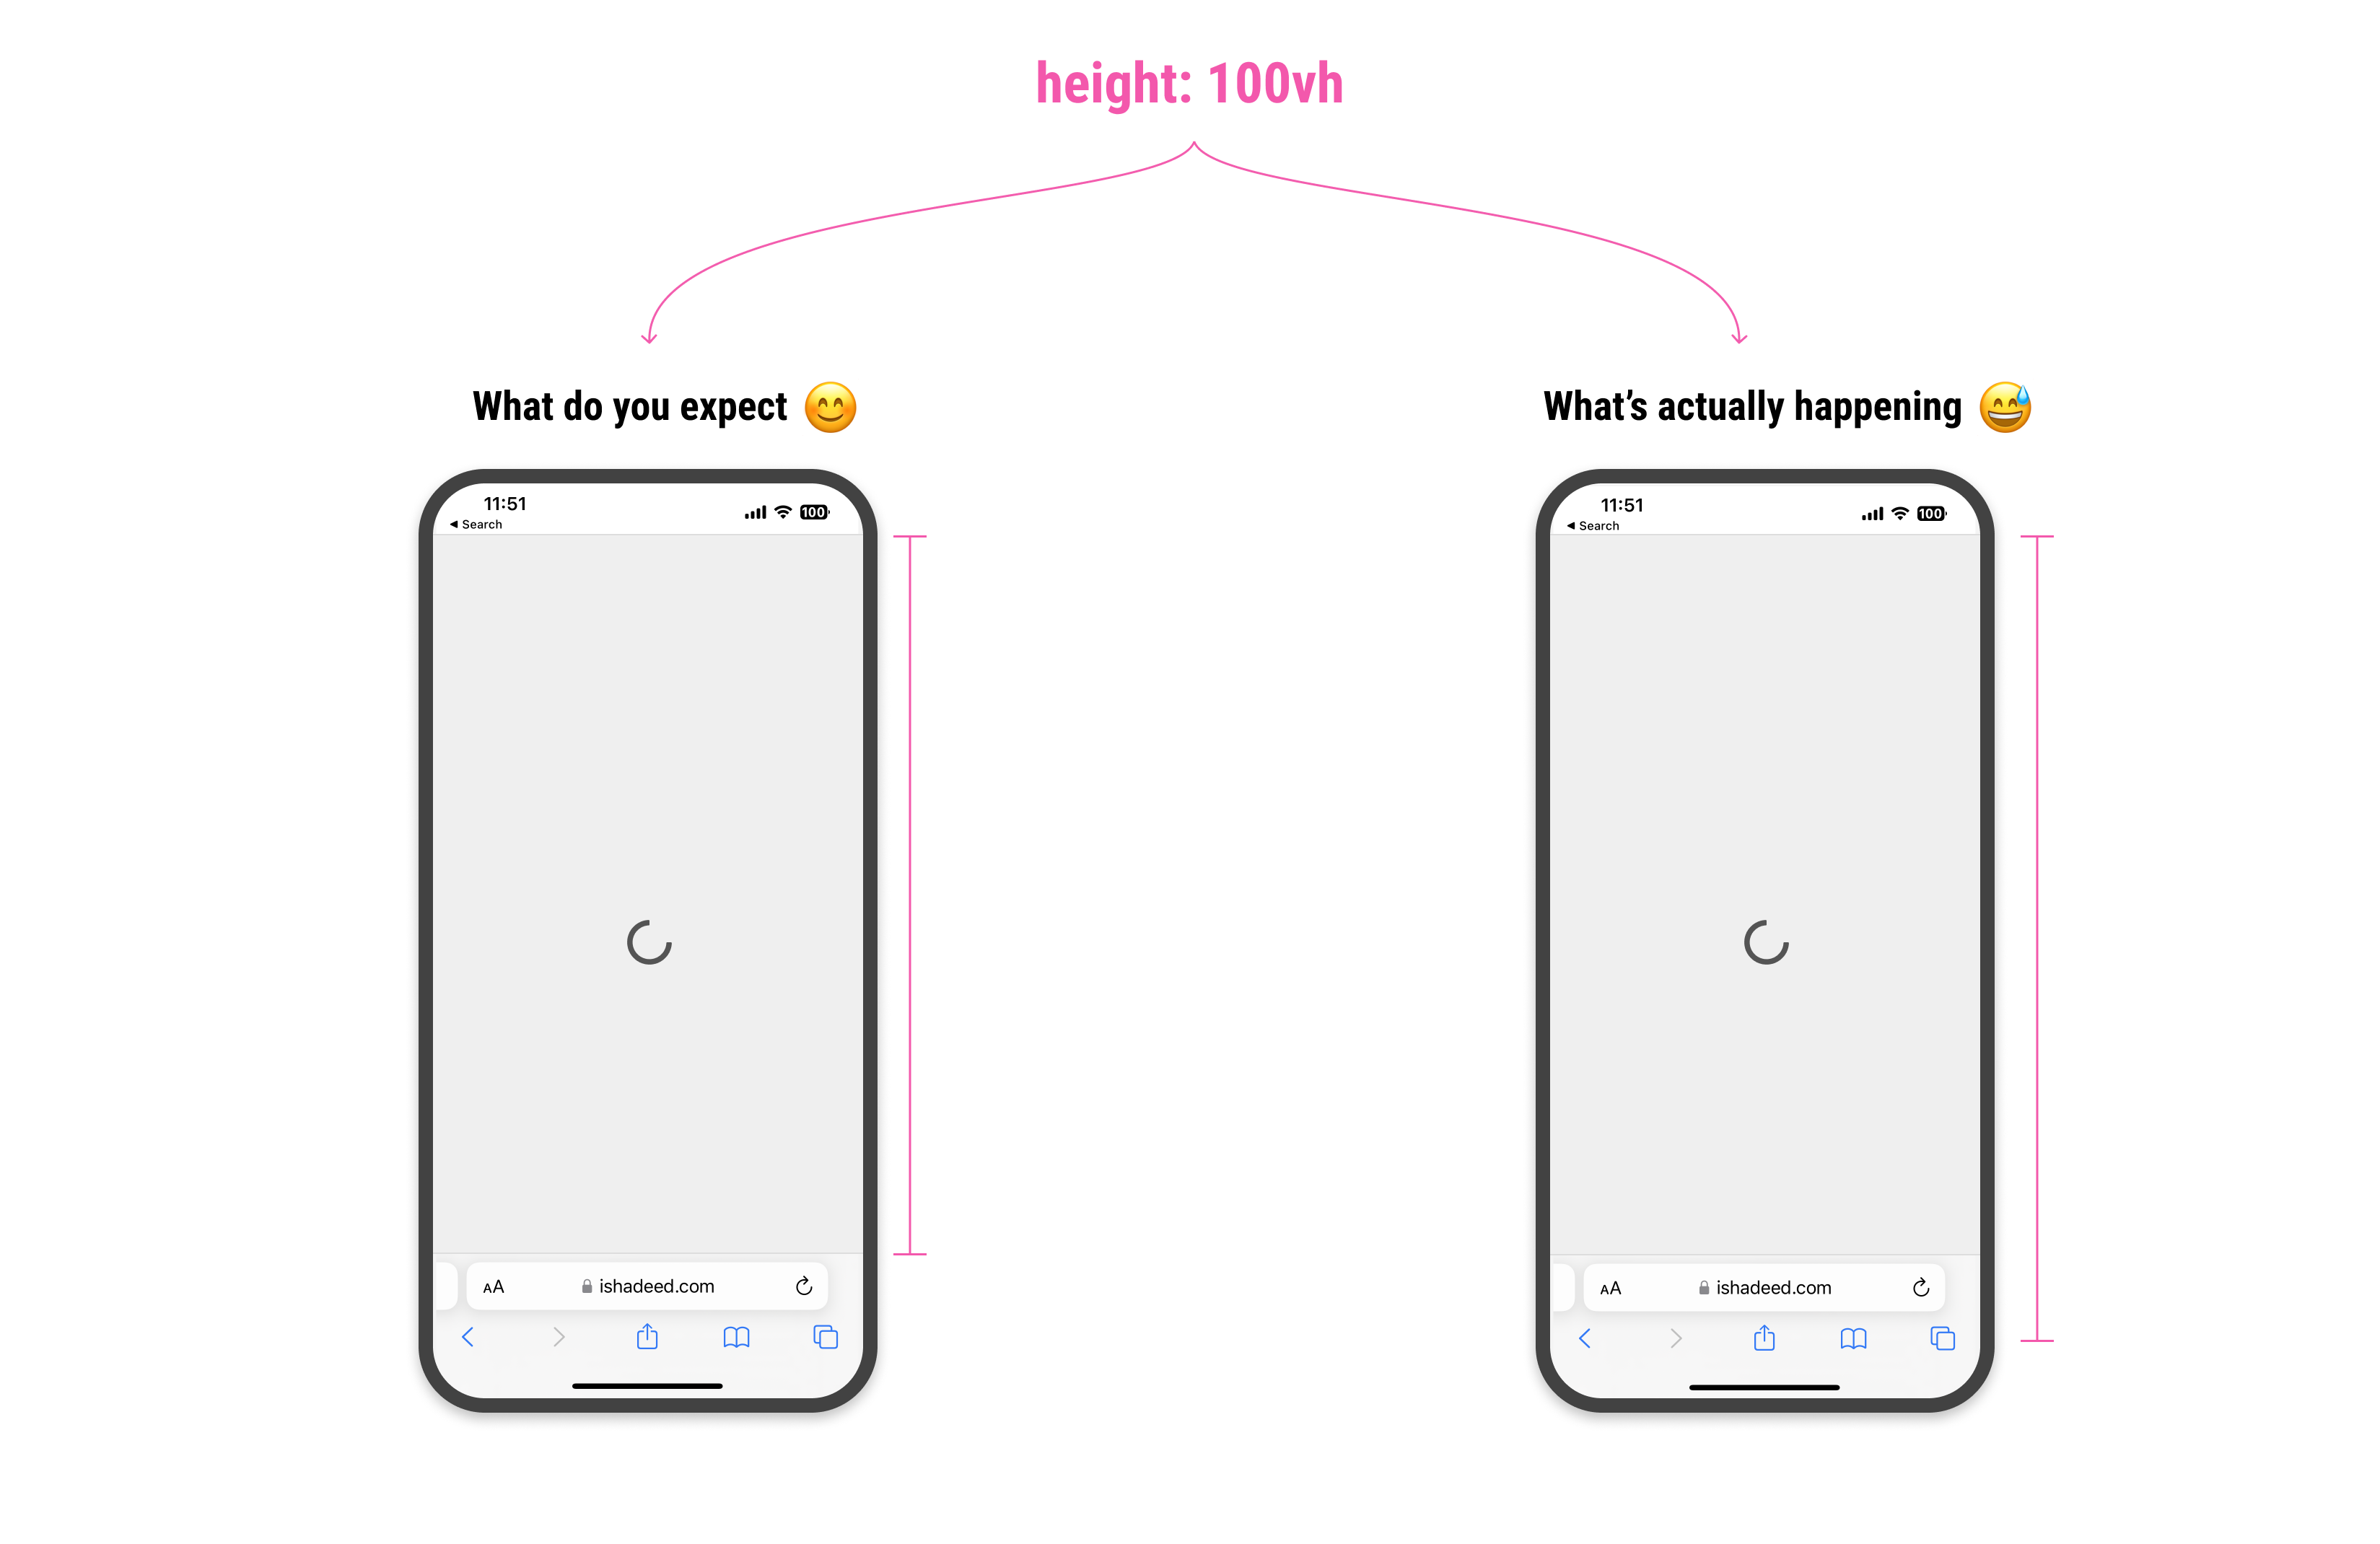 height: 100vh
What do you expect 😊
What’s actually happening 😅
11:51
100
◀ Search
AA ishadeed.com
11:51
100
◀ Search
AA ishadeed.com